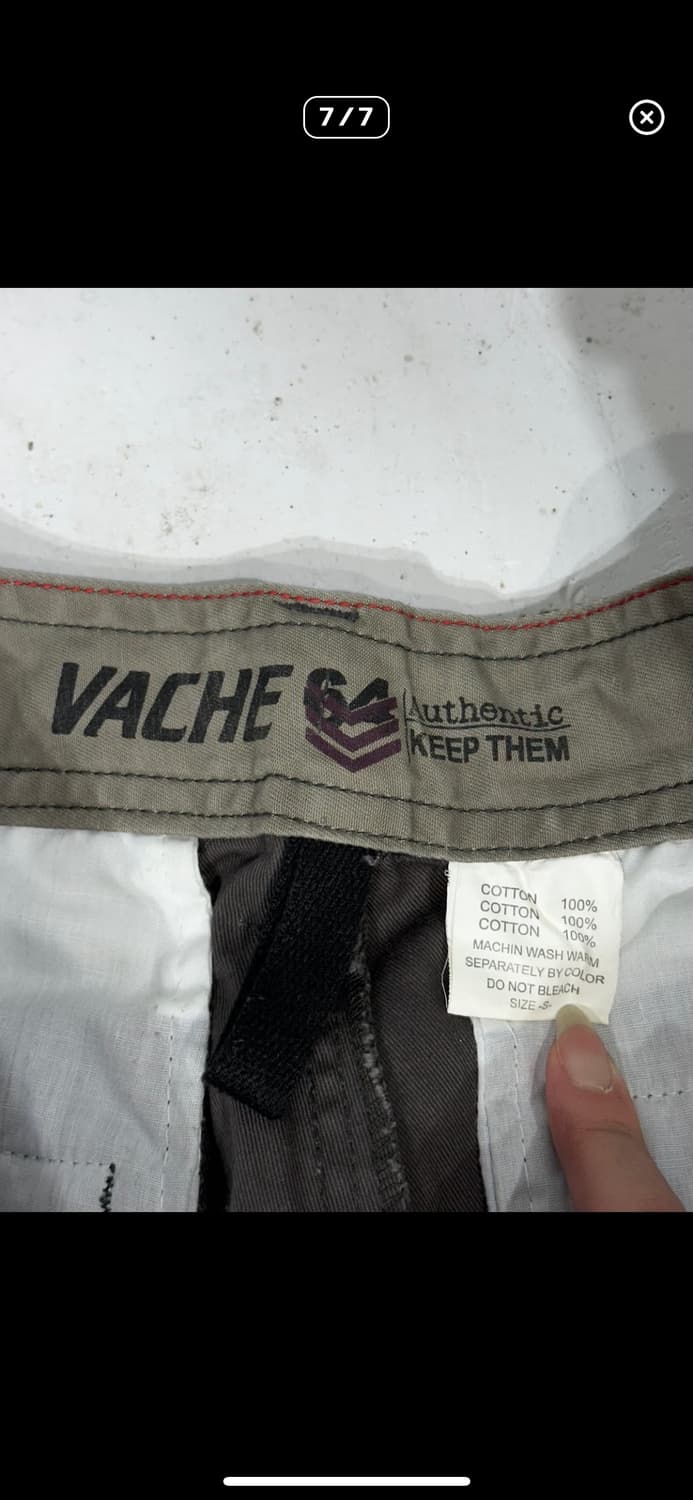 7/7
VACHE 64
Authentic
KEEP THEM
COTTON 100%
COTTON 100%
COTTON 100%
MACHIN WASH WARM
SEPARATELY BY COLOR
DO NOT BLEACH
SIZE -S-